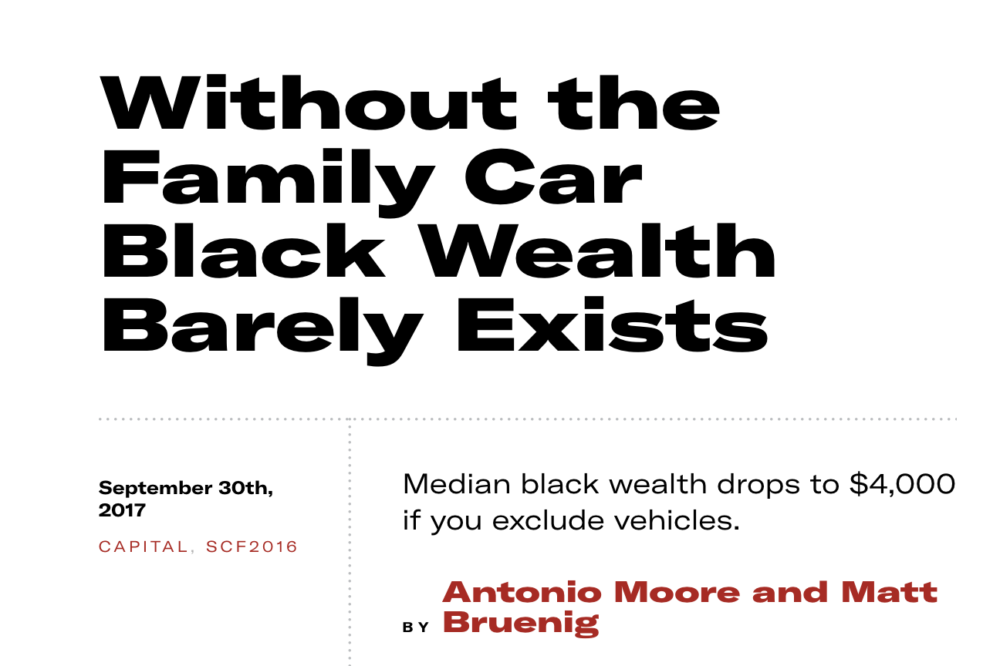 Without the
Family Car
Black Wealth
Barely Exists
September 30th,
2017
CAPITAL, SCF2016
Median black wealth drops to $4,000
if you exclude vehicles.
BY Antonio Moore and Matt
Bruenig